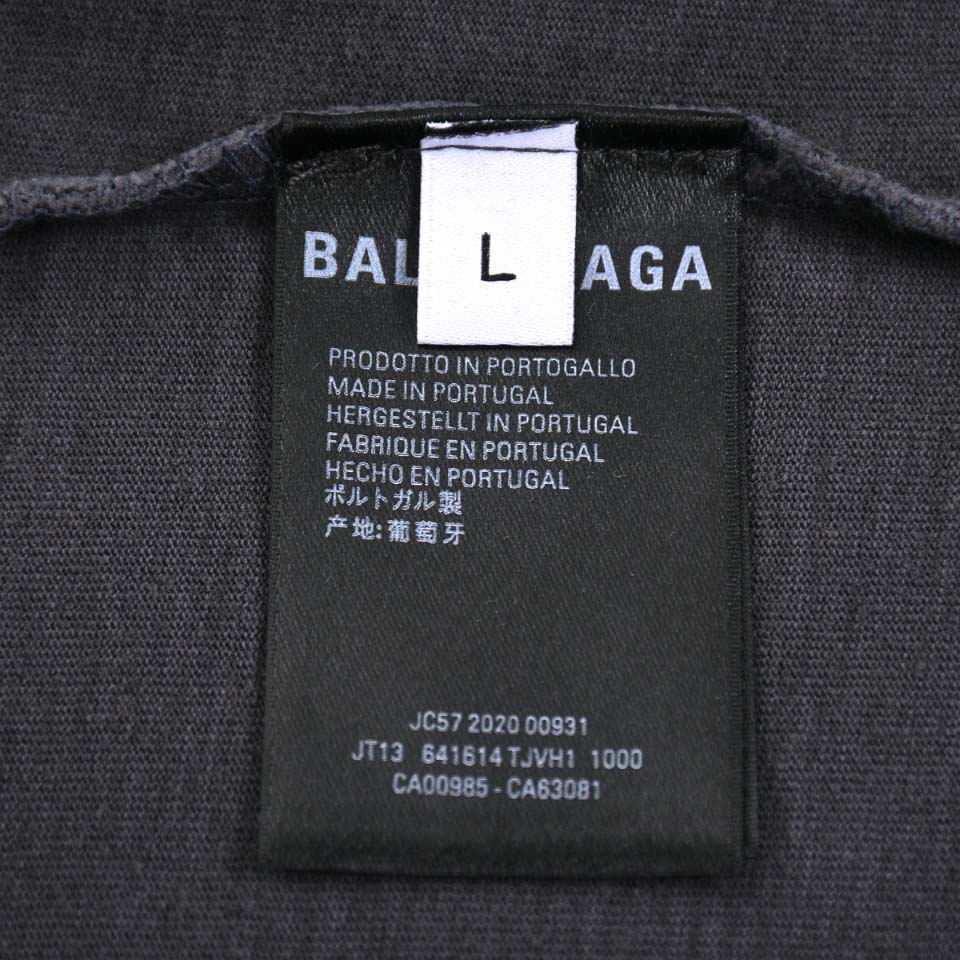 BAL AGA
L
PRODOTTO IN PORTOGALLO
MADE IN PORTUGAL
HERGESTELLT IN PORTUGAL
FABRIQUE EN PORTUGAL
HECHO EN PORTUGAL
ポルトガル製
产地:葡萄牙
JC57 2020 00931
JT13 641614 TJVH1 1000
CA00985 - CA63081